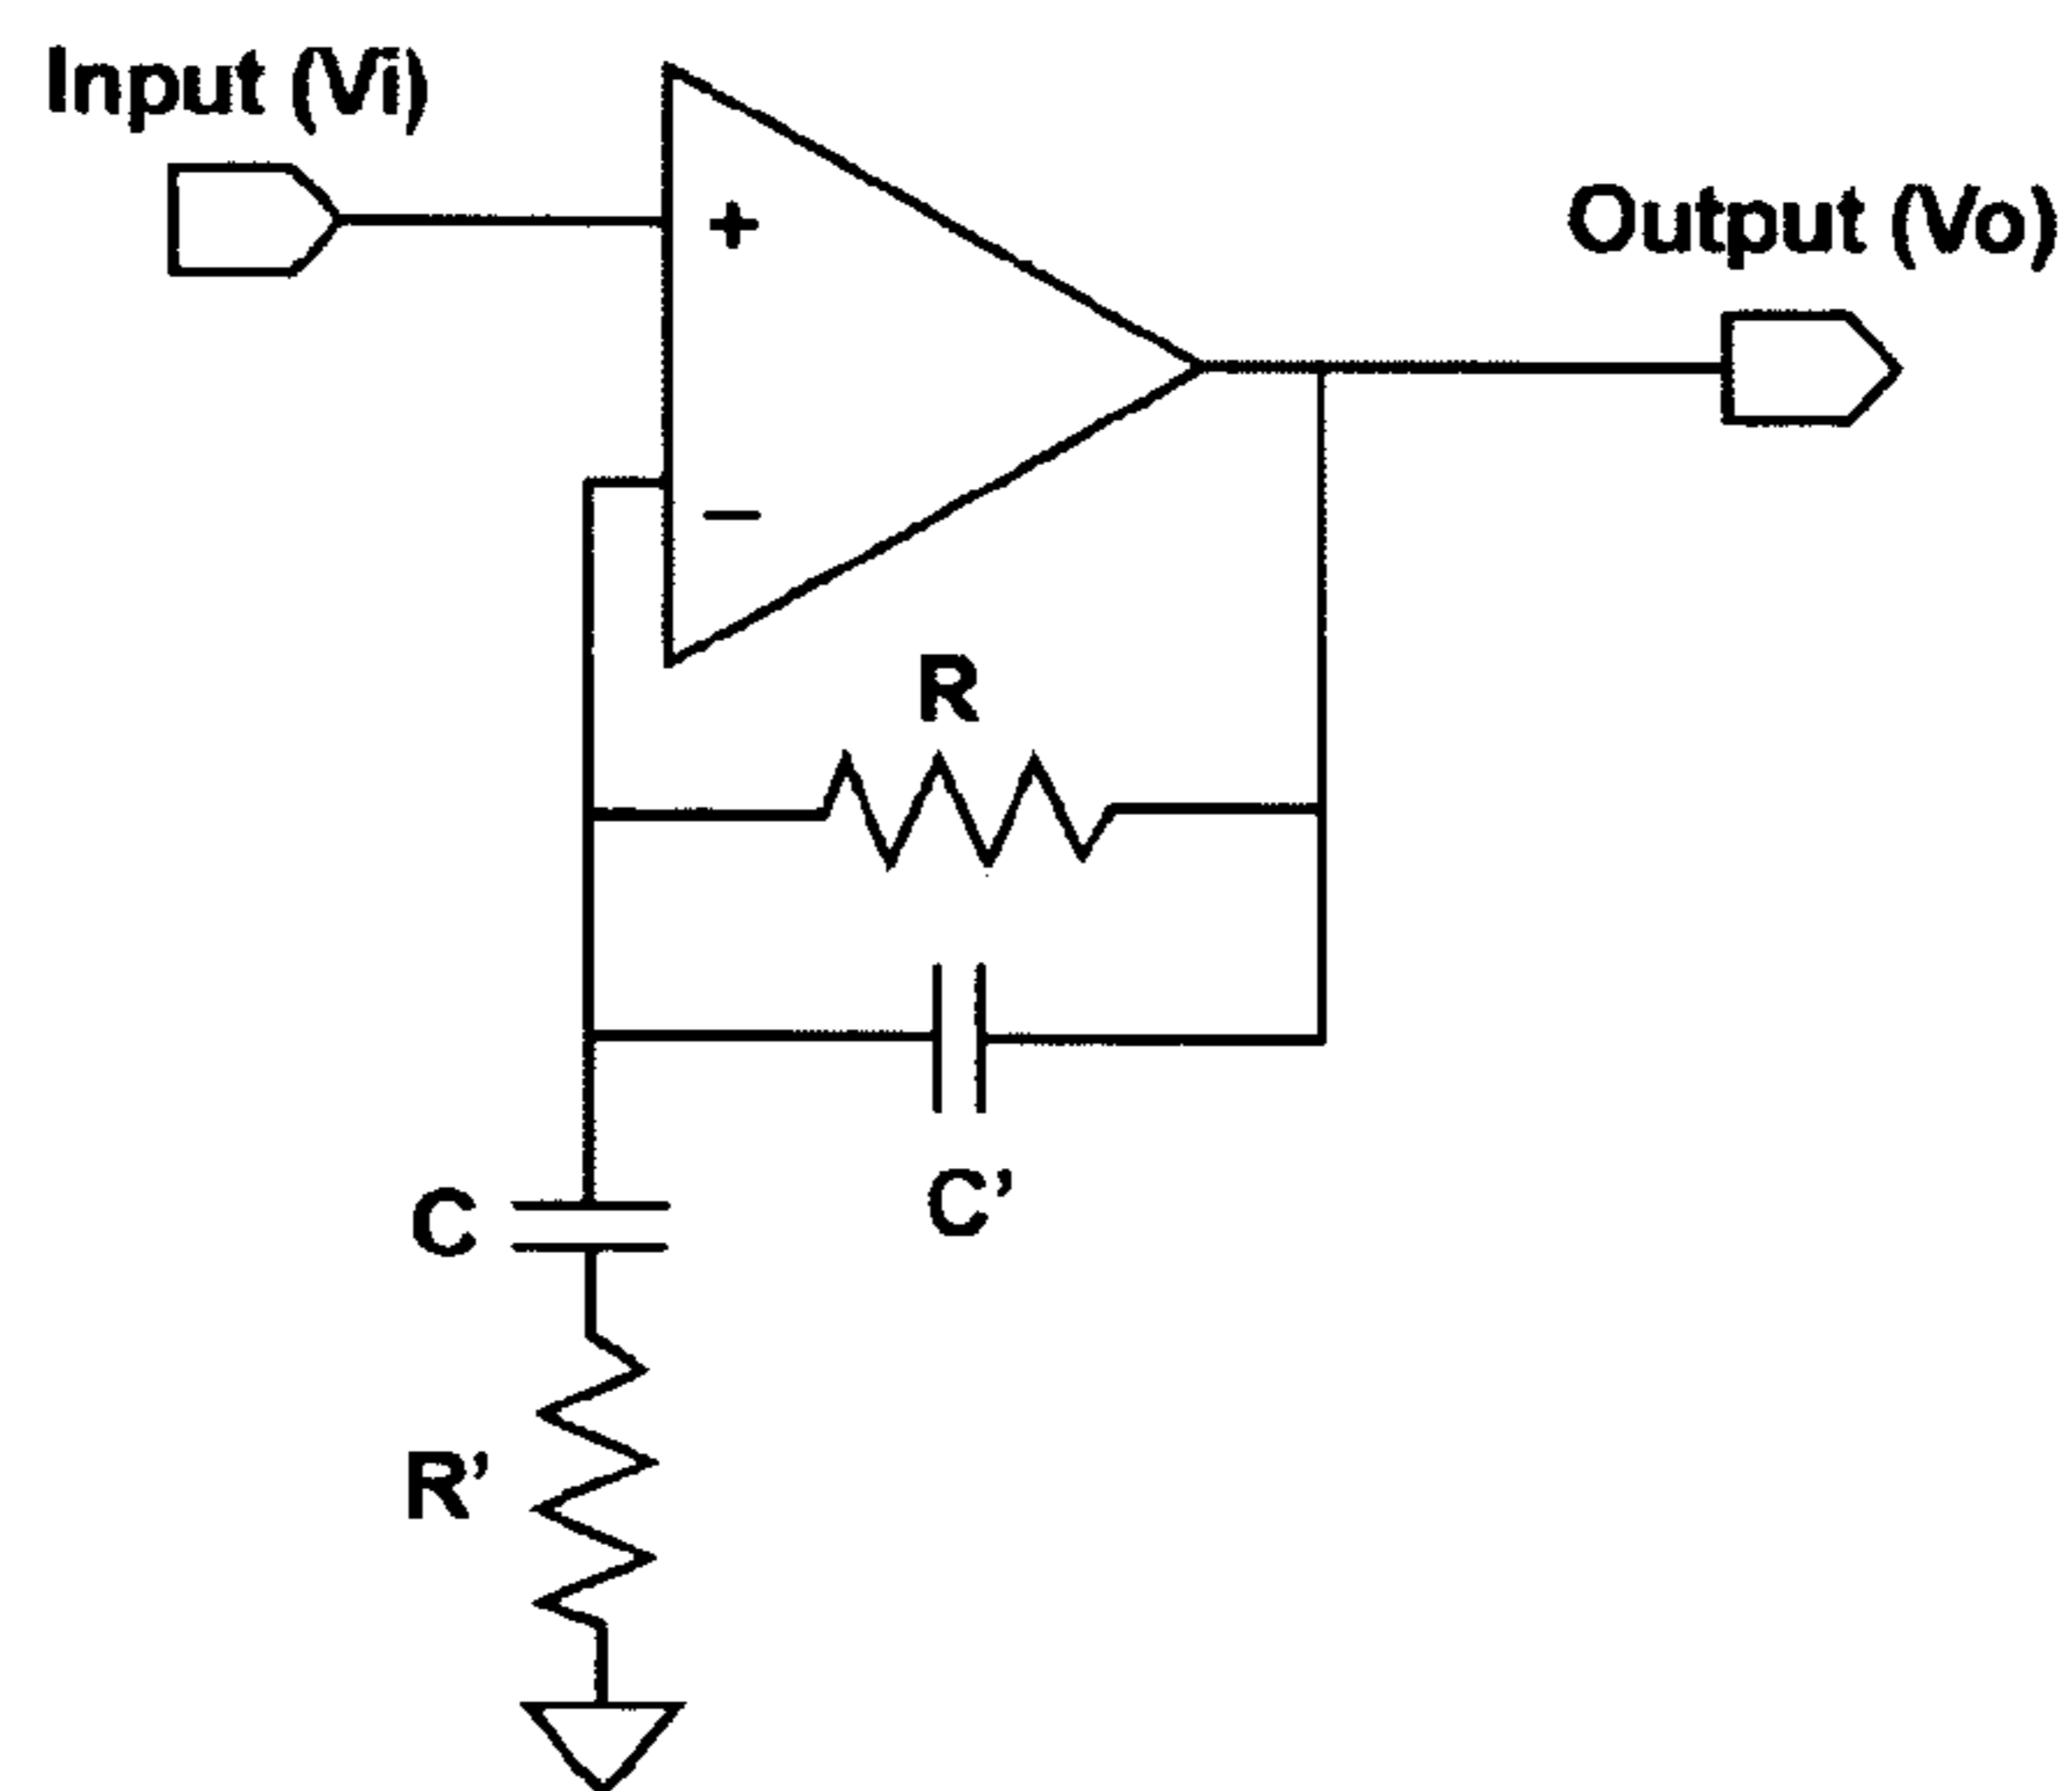 Input (Vi)
+
Output (Vo)
−
R
C’
C
R’